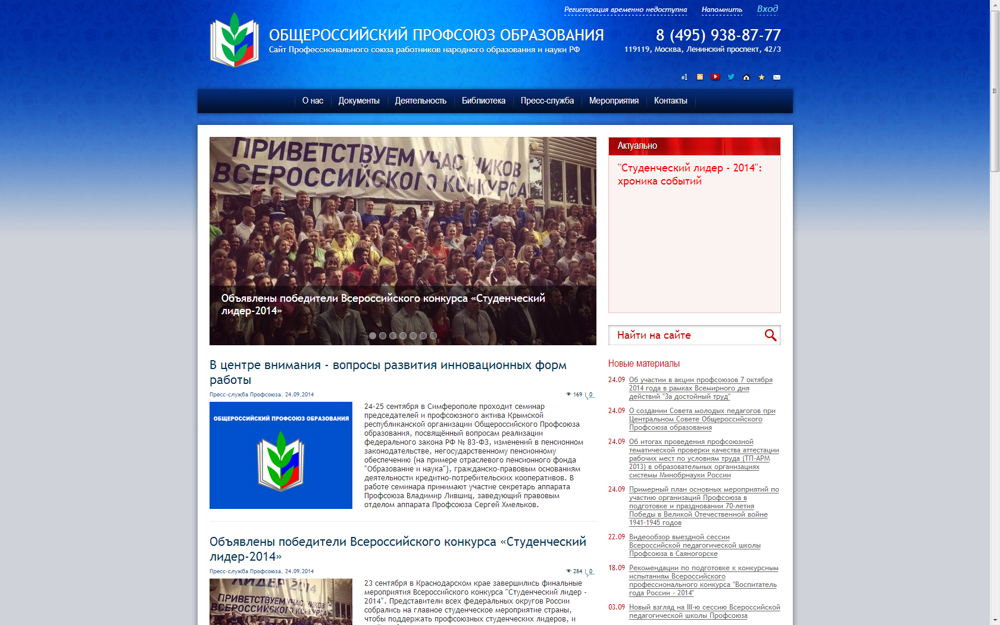 Регистрация временно недоступна
Напомнить
Вход
ОБЩЕРОССИЙСКИЙ ПРОФСОЮЗ ОБРАЗОВАНИЯ
Сайт Профессионального союза работников народного образования и науки РФ
8 (495) 938-87-77
119119, Москва, Ленинский проспект, 42/3
#1
О нас
Документы
Деятельность
Библиотека
Пресс-служба
Мероприятия
Контакты
ПРИВЕТСТВУЕМ УЧАСТНИКОВ
ВСЕРОССИЙСКОГО КОНКУРСА
Объявлены победители Всероссийского конкурса «Студенческий
лидер-2014»
Актуально
"Студенческий лидер - 2014":
хроника событий
Найти на сайте
В центре внимания - вопросы развития инновационных форм
работы
Пресс-служба Профсоюза. 24.09.2014
169
0
ОБЩЕРОССИЙСКИЙ ПРОФСОЮЗ ОБРАЗОВАНИЯ
24-25 сентября в Симферополе проходит семинар
председателей и профсоюзного актива Крымской
республиканской организации Общероссийского Профсоюза
образования, посвящённый вопросам реализации
федерального закона РФ № 83-ФЗ, изменений в пенсионном
законодательстве, негосударственному пенсионному
обеспечению (на примере отраслевого пенсионного фонда
"Образование и наука"), гражданско-правовым основаниям
деятельности кредитно-потребительских кооперативов. В
работе семинара принимают участие секретарь аппарата
Профсоюза Владимир Лившиц, заведующий правовым
отделом аппарата Профсоюза Сергей Хмельков.
Объявлены победители Всероссийского конкурса «Студенческий
лидер-2014»
Пресс-служба Профсоюза. 24.09.2014
284
0
ЛИДЕР 2014
ПРИВЕТСТВУЕМ УЧАСТНИКОВ
ВСЕРОССИЙСКОГО КОНКУРСА
23 сентября в Краснодарском крае завершились финальные
мероприятия Всероссийского конкурса "Студенческий лидер -
2014". Представители всех федеральных округов России
собрались на главное студенческое мероприятие страны,
чтобы поддержать профсоюзных студенческих лидеров, и
Новые материалы
24.09 Об участии в акции профсоюзов 7 октября
2014 года в рамках Всемирного дня
действий "За достойный труд"
24.09 О создании Совета молодых педагогов при
Центральном Совете Общероссийского
Профсоюза образования
24.09 Об итогах проведения профсоюзной
тематической проверки качества аттестации
рабочих мест по условиям труда (ТП-АРМ
2013) в образовательных организациях
системы Минобрнауки России
24.09 Примерный план основных мероприятий по
участию организаций Профсоюза в
подготовке и праздновании 70-летия
Победы в Великой Отечественной войне
1941-1945 годов
22.09 Видеообзор выездной сессии
Всероссийской педагогической школы
Профсоюза в Саяногорске
18.09 Рекомендации по подготовке к конкурсным
испытаниям Всероссийского
профессионального конкурса "Воспитатель
года России - 2014"
03.09 Новый взгляд на III-ю сессию Всероссийской
педагогической школы Профсоюза